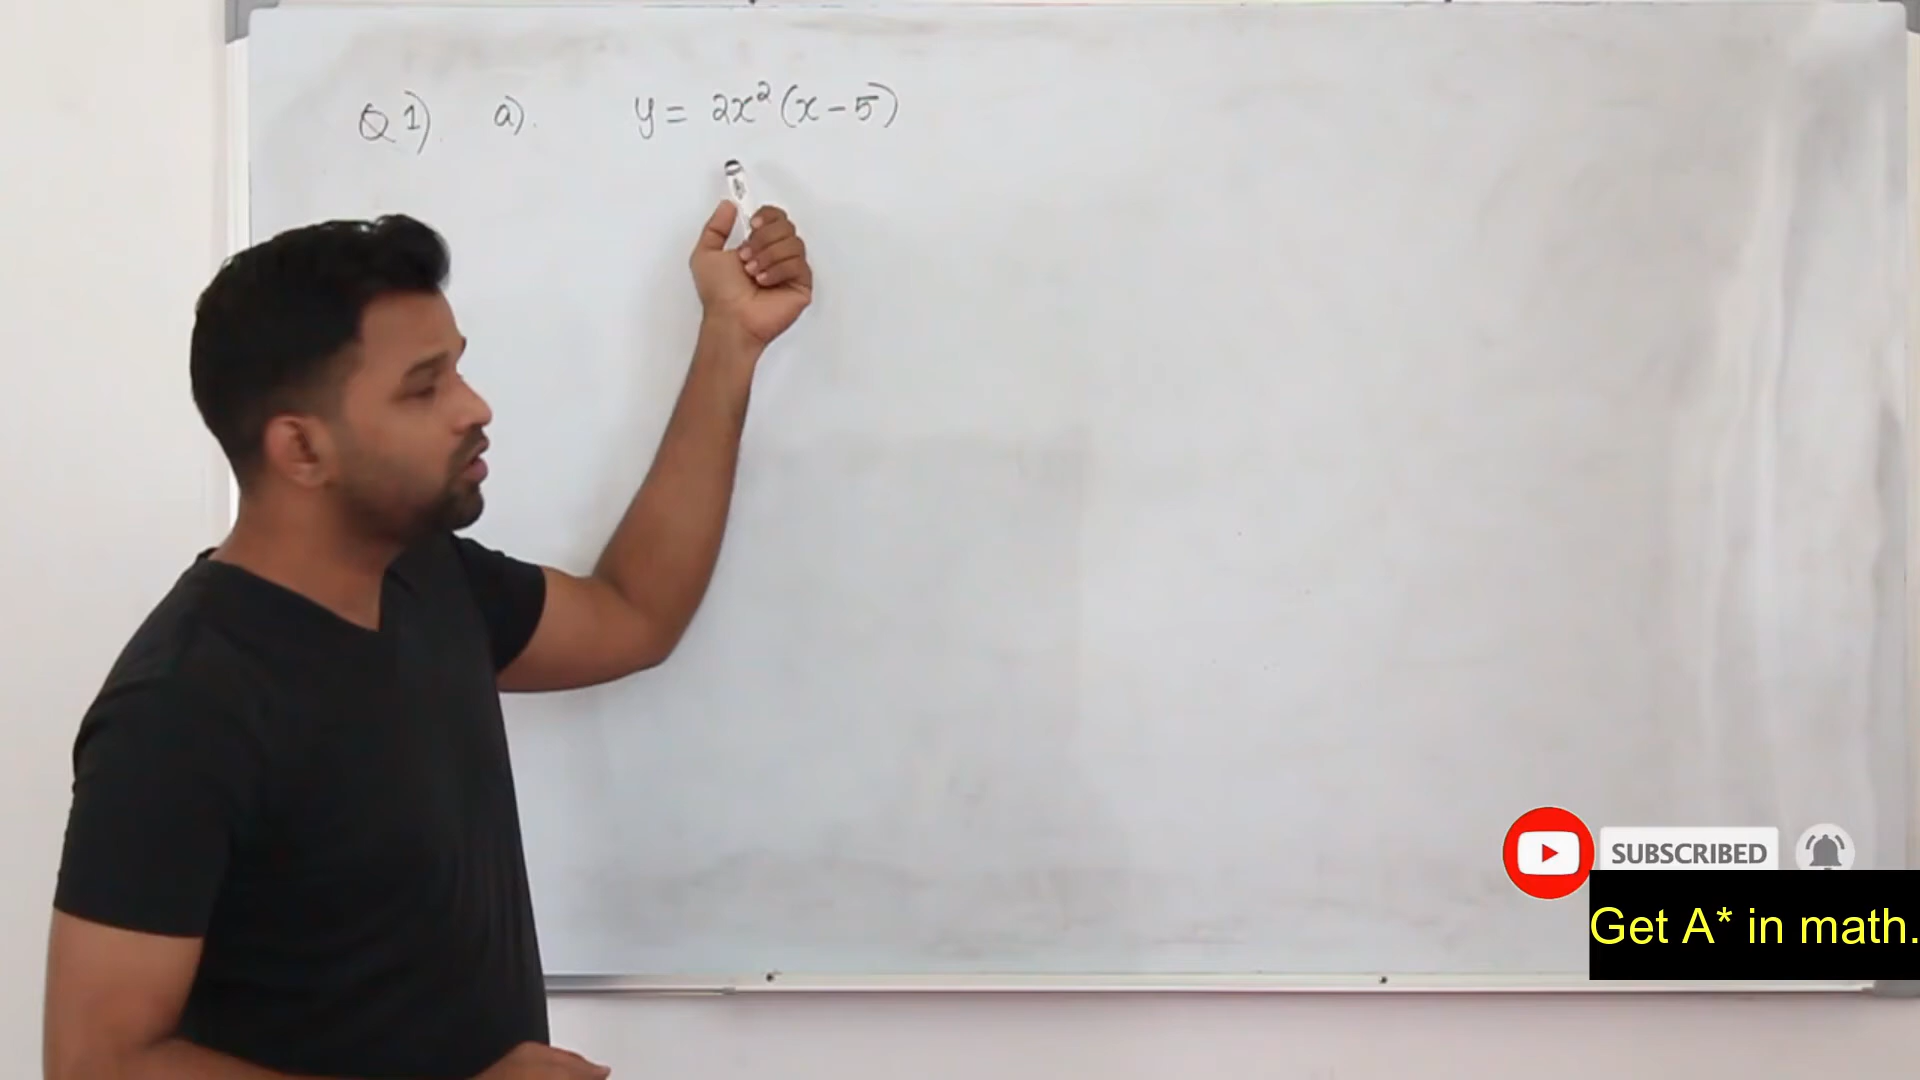 Q 1) a). y = 2x²(x-5)
SUBSCRIBED
Get A* in math.